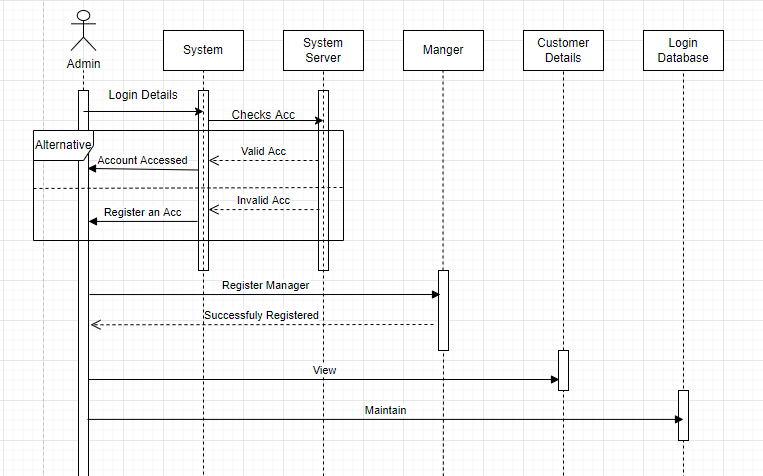 Admin
System
System
Server
Manger
Customer
Details
Login
Database
Login Details
Checks Acc
Alternative
Valid Acc
Account Accessed
Invalid Acc
Register an Acc
Register Manager
Successfuly Registered
View
Maintain